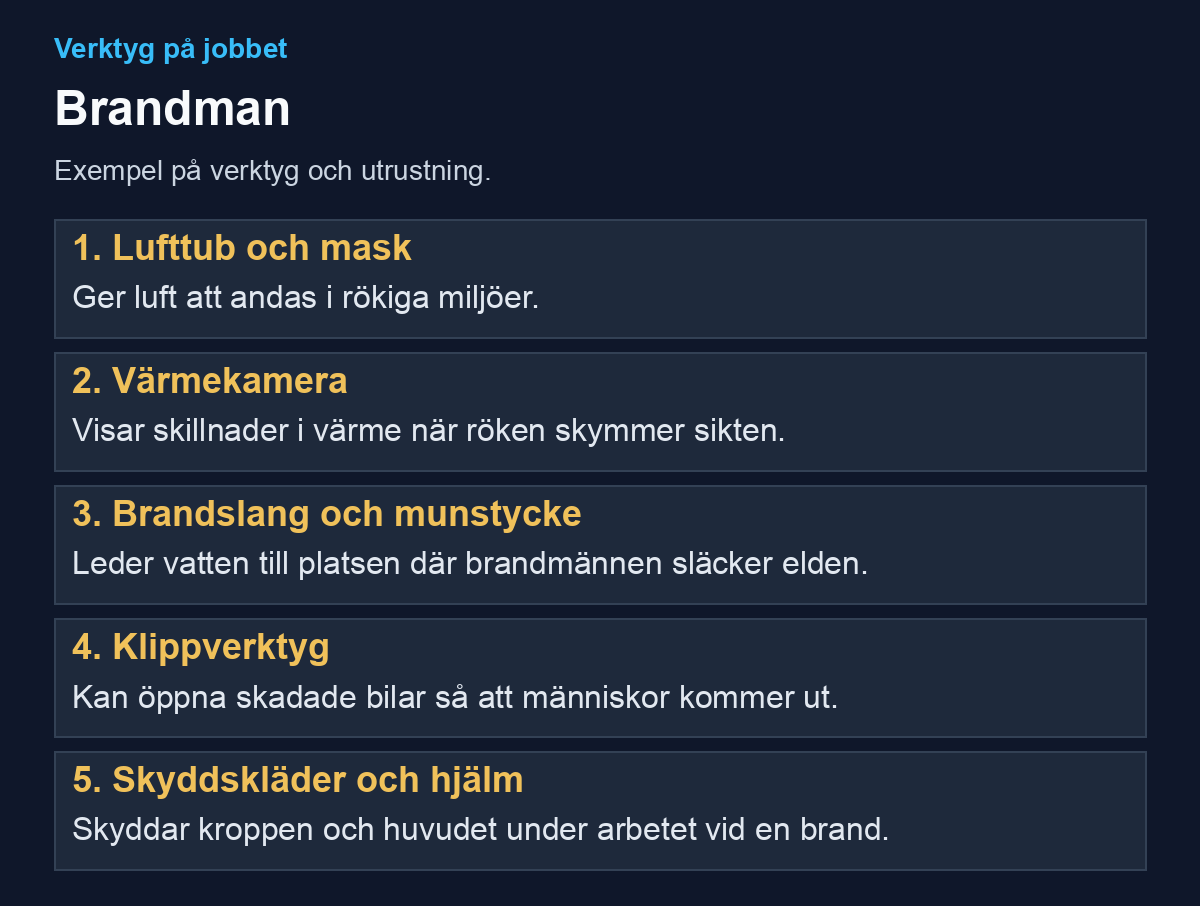 Verktyg på jobbet
Brandman
Exempel på verktyg och utrustning.
1. Lufttub och mask
Ger luft att andas i rökiga miljöer.
2. Värmekamera
Visar skillnader i värme när röken skymmer sikten.
3. Brandslang och munstycke
Leder vatten till platsen där brandmännen släcker elden.
4. Klippverktyg
Kan öppna skadade bilar så att människor kommer ut.
5. Skyddskläder och hjälm
Skyddar kroppen och huvudet under arbetet vid en brand.